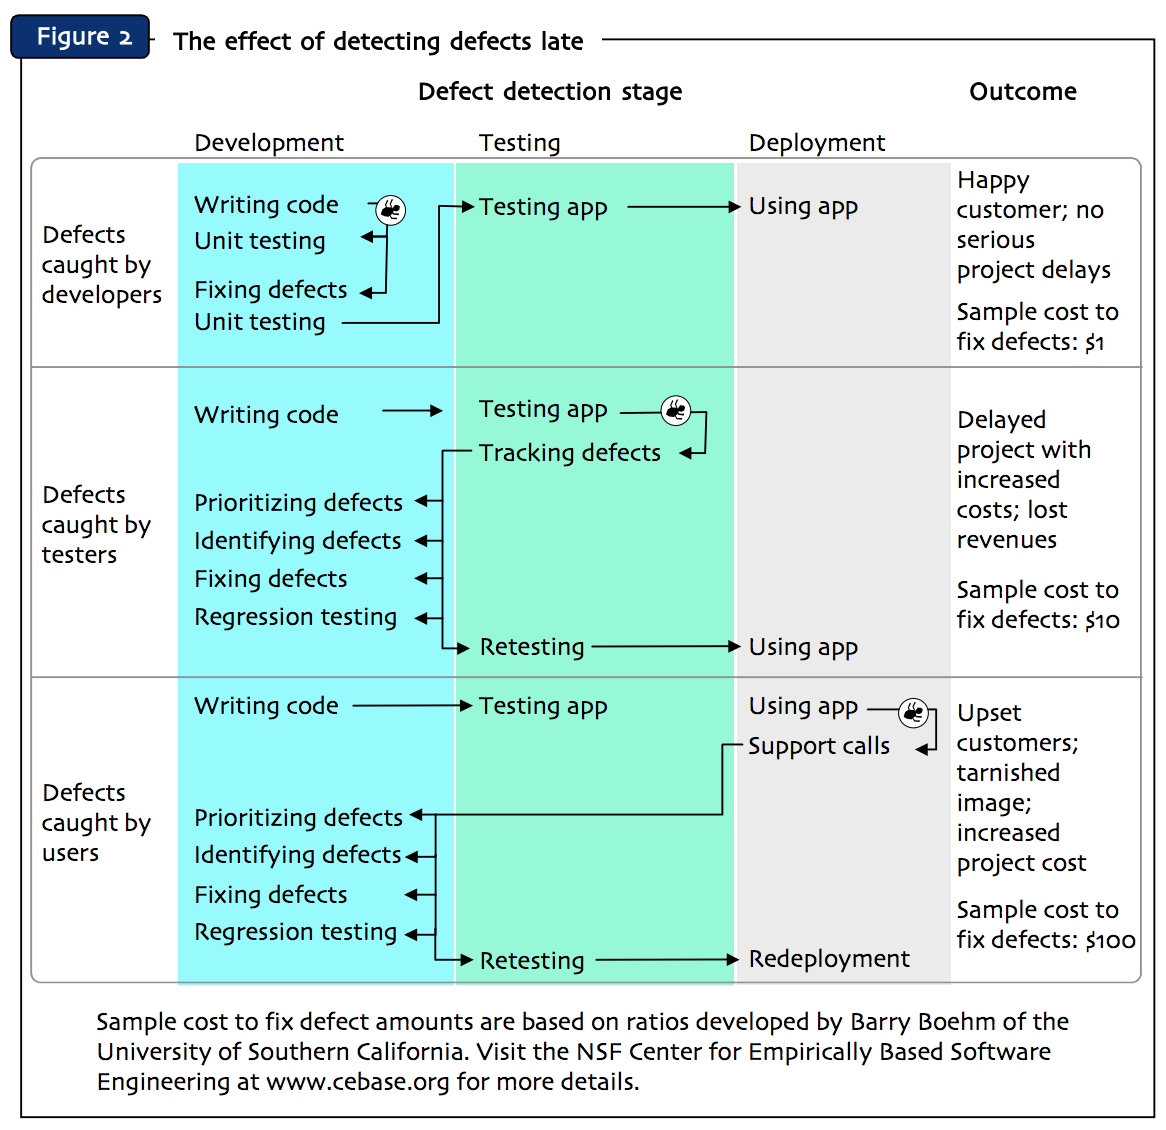 Figure 2
The effect of detecting defects late
Defect detection stage
Outcome
Development
Testing
Deployment
Defects
caught by
developers
Writing code
Unit testing
Fixing defects
Unit testing
Testing app
Using app
Happy
customer; no
serious
project delays
Sample cost to
fix defects: $1
Defects
caught by
testers
Writing code
Testing app
Tracking defects
Prioritizing defects
Identifying defects
Fixing defects
Regression testing
Retesting
Using app
Delayed
project with
increased
costs; lost
revenues
Sample cost to
fix defects: $10
Defects
caught by
users
Writing code
Testing app
Using app
Support calls
Prioritizing defects
Identifying defects
Fixing defects
Regression testing
Retesting
Redeployment
Upset
customers;
tarnished
image;
increased
project cost
Sample cost to
fix defects: $100
Sample cost to fix defect amounts are based on ratios developed by Barry Boehm of the
University of Southern California. Visit the NSF Center for Empirically Based Software
Engineering at www.cebase.org for more details.